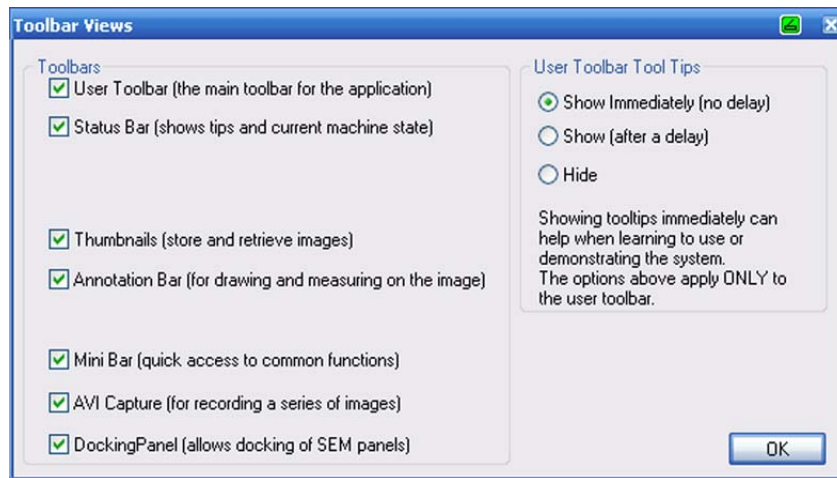 Toolbar Views
Toolbars
User Toolbar (the main toolbar for the application)
Status Bar (shows tips and current machine state)
Thumbnails (store and retrieve images)
Annotation Bar (for drawing and measuring on the image)
Mini Bar (quick access to common functions)
AVI Capture (for recording a series of images)
DockingPanel (allows docking of SEM panels)
User Toolbar Tool Tips
Show Immediately (no delay)
Show (after a delay)
Hide
Showing tooltips immediately can
help when learning to use or
demonstrating the system.
The options above apply ONLY to
the user toolbar.
OK